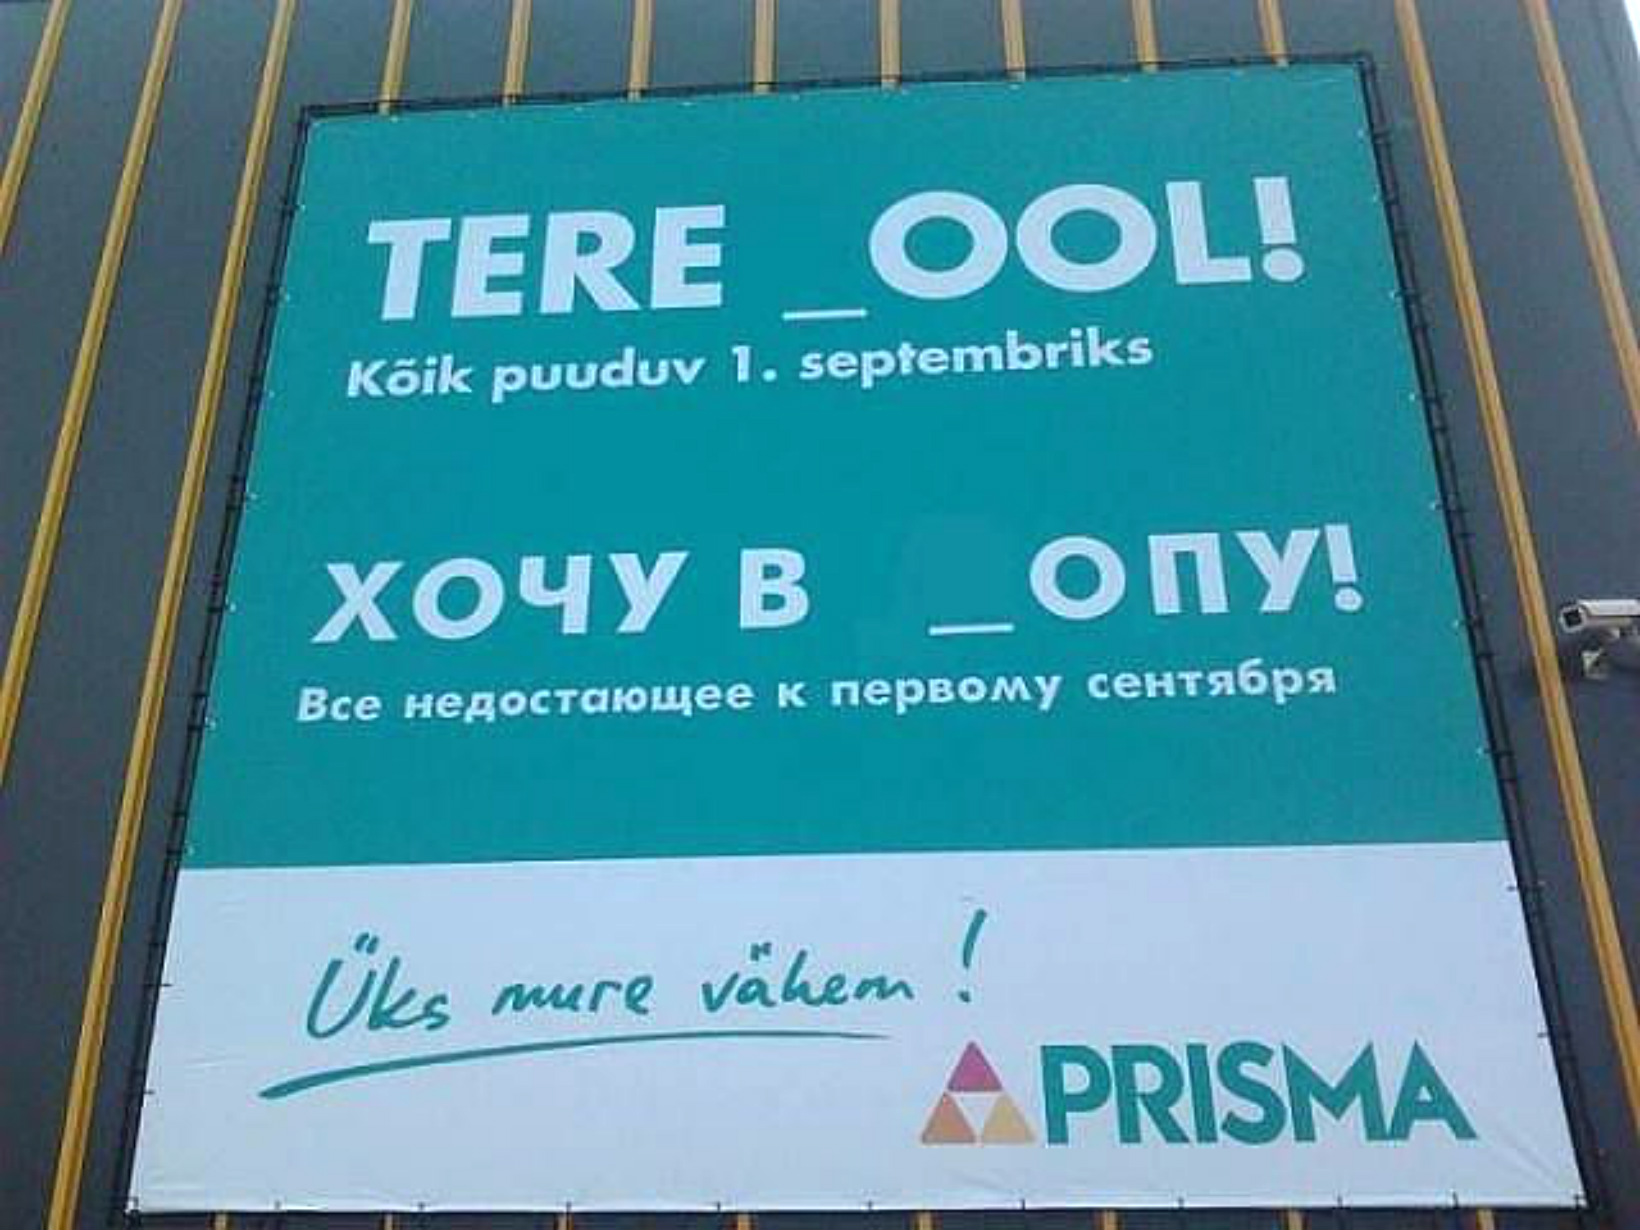 TERE _OOL!
Kõik puuduv 1. septembriks
ХОЧУ В _ОПУ!
Все недостающее к первому сентября
Üks mure vähem!
PRISMA